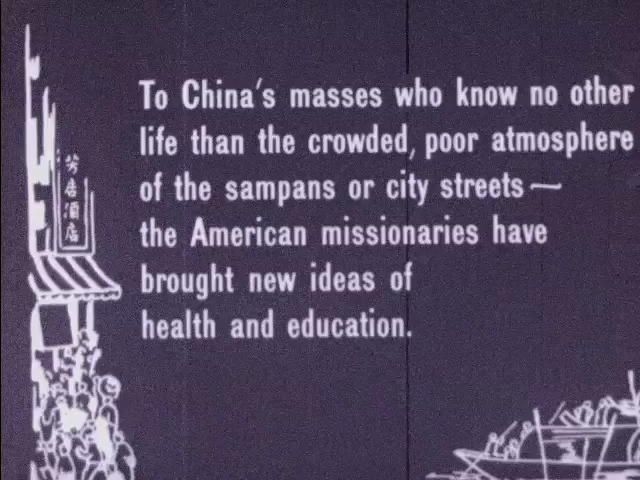 To China's masses who know no other
life than the crowded, poor atmosphere
of the sampans or city streets—
the American missionaries have
brought new ideas of
health and education.
酒店